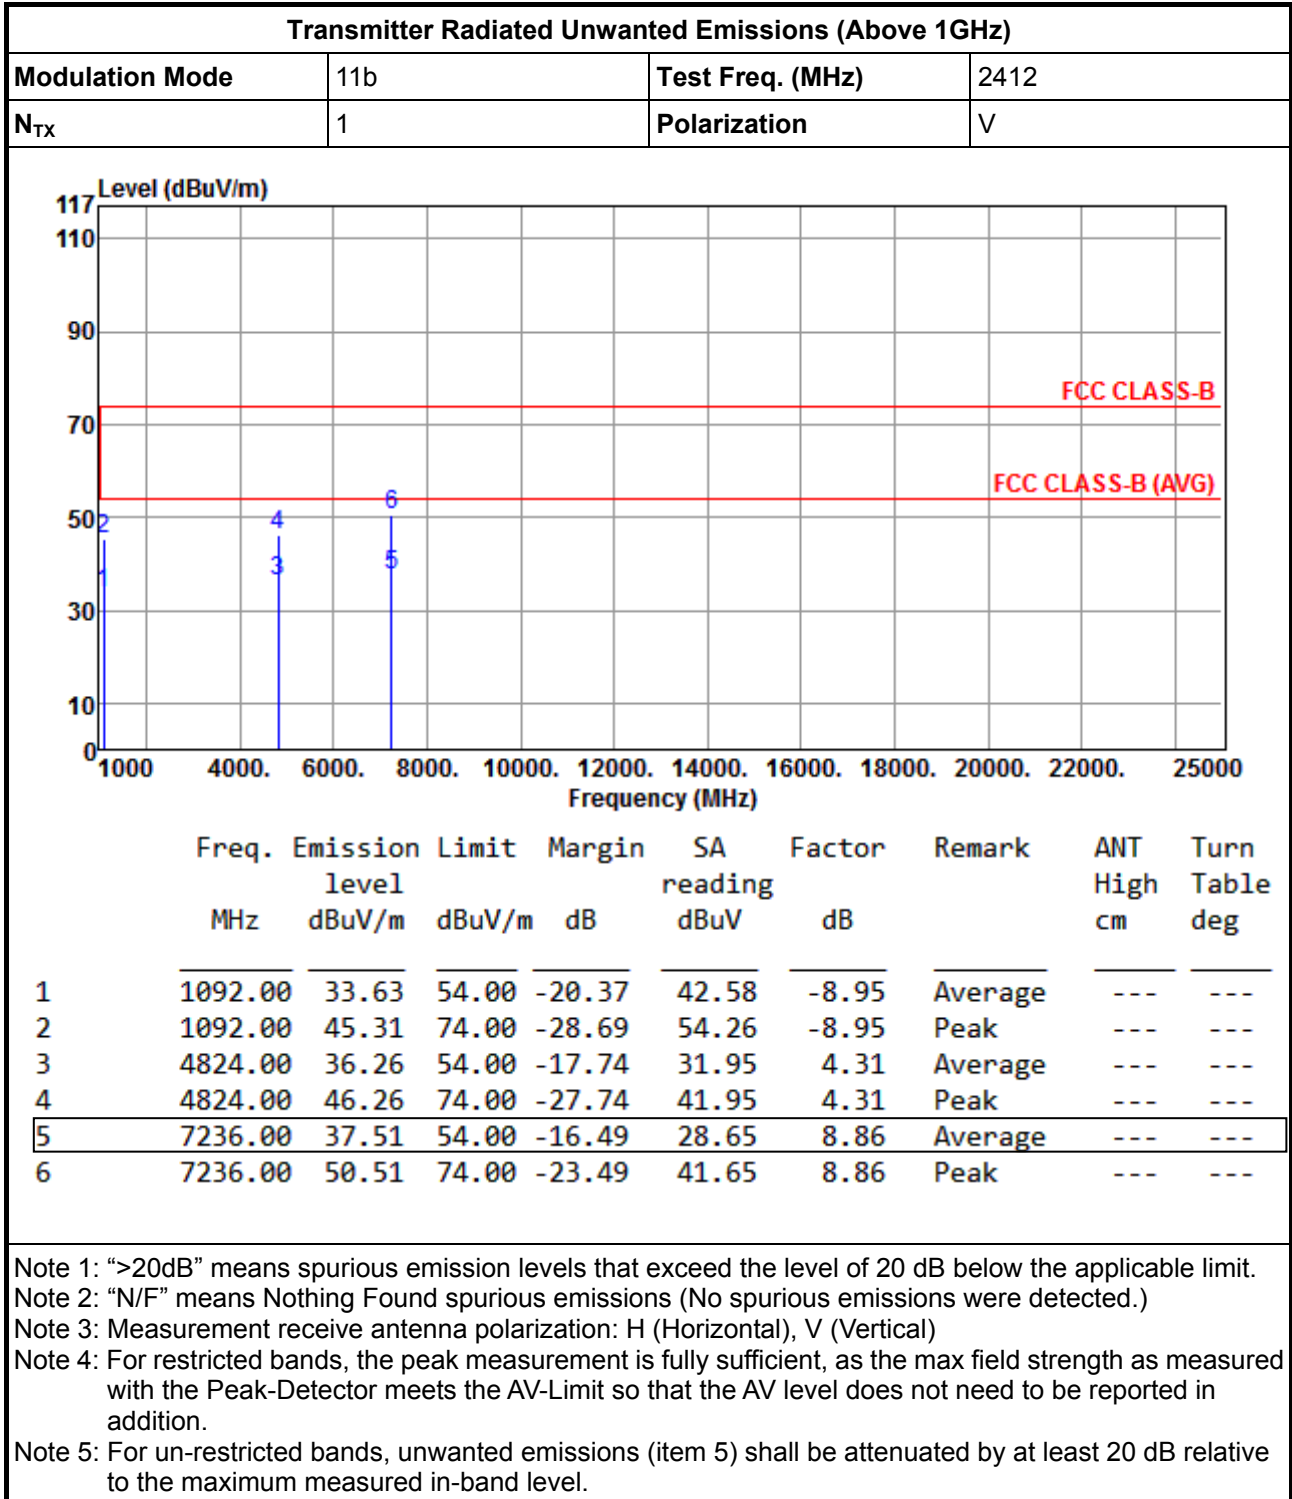 Transmitter Radiated Unwanted Emissions (Above 1GHz)
Modulation Mode 11b Test Freq. (MHz) 2412
NTX 1 Polarization V
Level (dBuV/m)
117
110
90
FCC CLASS-B
70
FCC CLASS-B (AVG)
6
50 2 4
3 5
1
30
10
0
1000 4000. 6000. 8000. 10000. 12000. 14000. 16000. 18000. 20000. 22000. 25000
Frequency (MHz)
Freq. Emission Limit Margin SA Factor Remark ANT Turn
level reading High Table
MHz dBuV/m dBuV/m dB dBuV dB cm deg
1 1092.00 33.63 54.00 -20.37 42.58 -8.95 Average --- ---
2 1092.00 45.31 74.00 -28.69 54.26 -8.95 Peak --- ---
3 4824.00 36.26 54.00 -17.74 31.95 4.31 Average --- ---
4 4824.00 46.26 74.00 -27.74 41.95 4.31 Peak --- ---
5 7236.00 37.51 54.00 -16.49 28.65 8.86 Average --- ---
6 7236.00 50.51 74.00 -23.49 41.65 8.86 Peak --- ---
Note 1: “>20dB” means spurious emission levels that exceed the level of 20 dB below the applicable limit.
Note 2: “N/F” means Nothing Found spurious emissions (No spurious emissions were detected.)
Note 3: Measurement receive antenna polarization: H (Horizontal), V (Vertical)
Note 4: For restricted bands, the peak measurement is fully sufficient, as the max field strength as measured
with the Peak-Detector meets the AV-Limit so that the AV level does not need to be reported in
addition.
Note 5: For un-restricted bands, unwanted emissions (item 5) shall be attenuated by at least 20 dB relative
to the maximum measured in-band level.